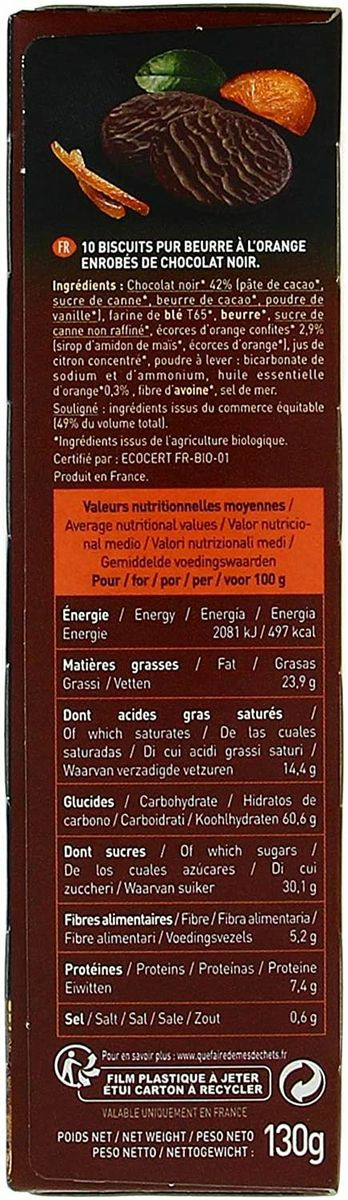 FR 10 BISCUITS PUR BEURRE À L'ORANGE
ENROBÉS DE CHOCOLAT NOIR.
Ingrédients : Chocolat noir* 42% (pâte de cacao*,
sucre de canne*, beurre de cacao*, poudre de
vanille*), farine de blé T65*, beurre*, sucre de
canne non raffiné*, écorces d'orange confites* 2,9%
(sirop d'amidon de maïs*, écorces d'orange*), jus de
citron concentré*, poudre à lever : bicarbonate de
sodium et d'ammonium, huile essentielle
d'orange*0,3%, fibre d'avoine*, sel de mer.
Souligné : ingrédients issus du commerce équitable
(49% du volume total).
*Ingrédients issus de l'agriculture biologique.
Certifié par : ECOCERT FR-BIO-01
Produit en France.
Valeurs nutritionnelles moyennes /
Average nutritional values / Valor nutricio-
nal medio / Valori nutrizionali medi /
Gemiddelde voedingswaarden
Pour / for / por / per / voor 100 g
Énergie / Energy / Energía / Energia
Energie 2081 kJ / 497 kcal
Matières grasses / Fat / Grasas
Grassi / Vetten 23,9 g
Dont acides gras saturés /
Of which saturates / De las cuales
saturadas / Di cui acidi grassi saturi /
Waarvan verzadigde vetzuren 14,4 g
Glucides / Carbohydrate / Hidratos de
carbono / Carboidrati / Koohlhydraten 60,6 g
Dont sucres / Of which sugars /
De los cuales azúcares / Di cui
zuccheri / Waarvan suiker 30,1 g
Fibres alimentaires / Fibre / Fibra alimentaria /
Fibre alimentari / Voedingsvezels 5,2 g
Protéines / Proteins / Proteínas / Proteine
Eiwitten 7,4 g
Sel / Salt / Sal / Sale / Zout 0,6 g
Pour en savoir plus : www.quefairedemesdechets.fr
FILM PLASTIQUE À JETER
ÉTUI CARTON À RECYCLER
VALABLE UNIQUEMENT EN FRANCE
POIDS NET / NET WEIGHT / PESO NETO
PESO NETTO / NETTOGEWICHT : 130g